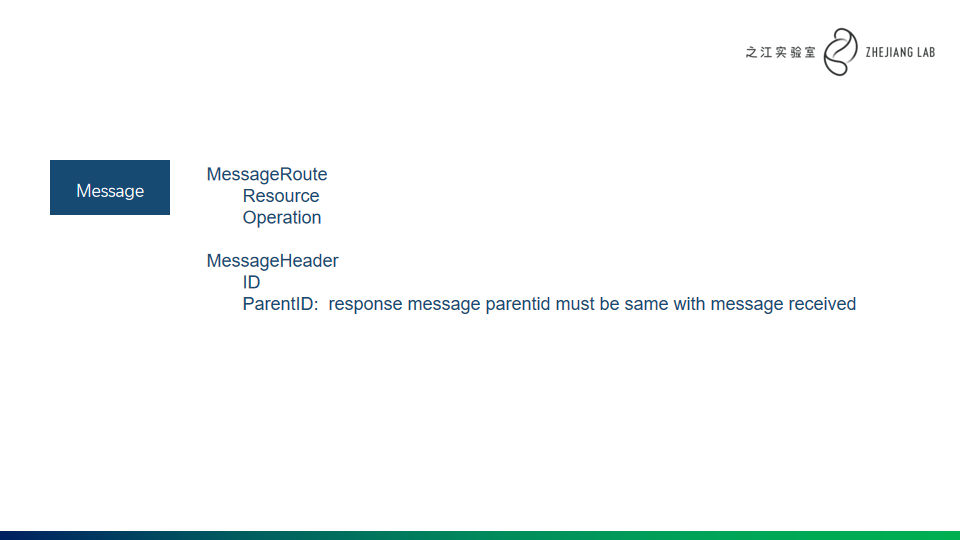 之江实验室 ZHEJIANG LAB
Message
MessageRoute
Resource
Operation
MessageHeader
ID
ParentID:  response message parentid must be same with message received